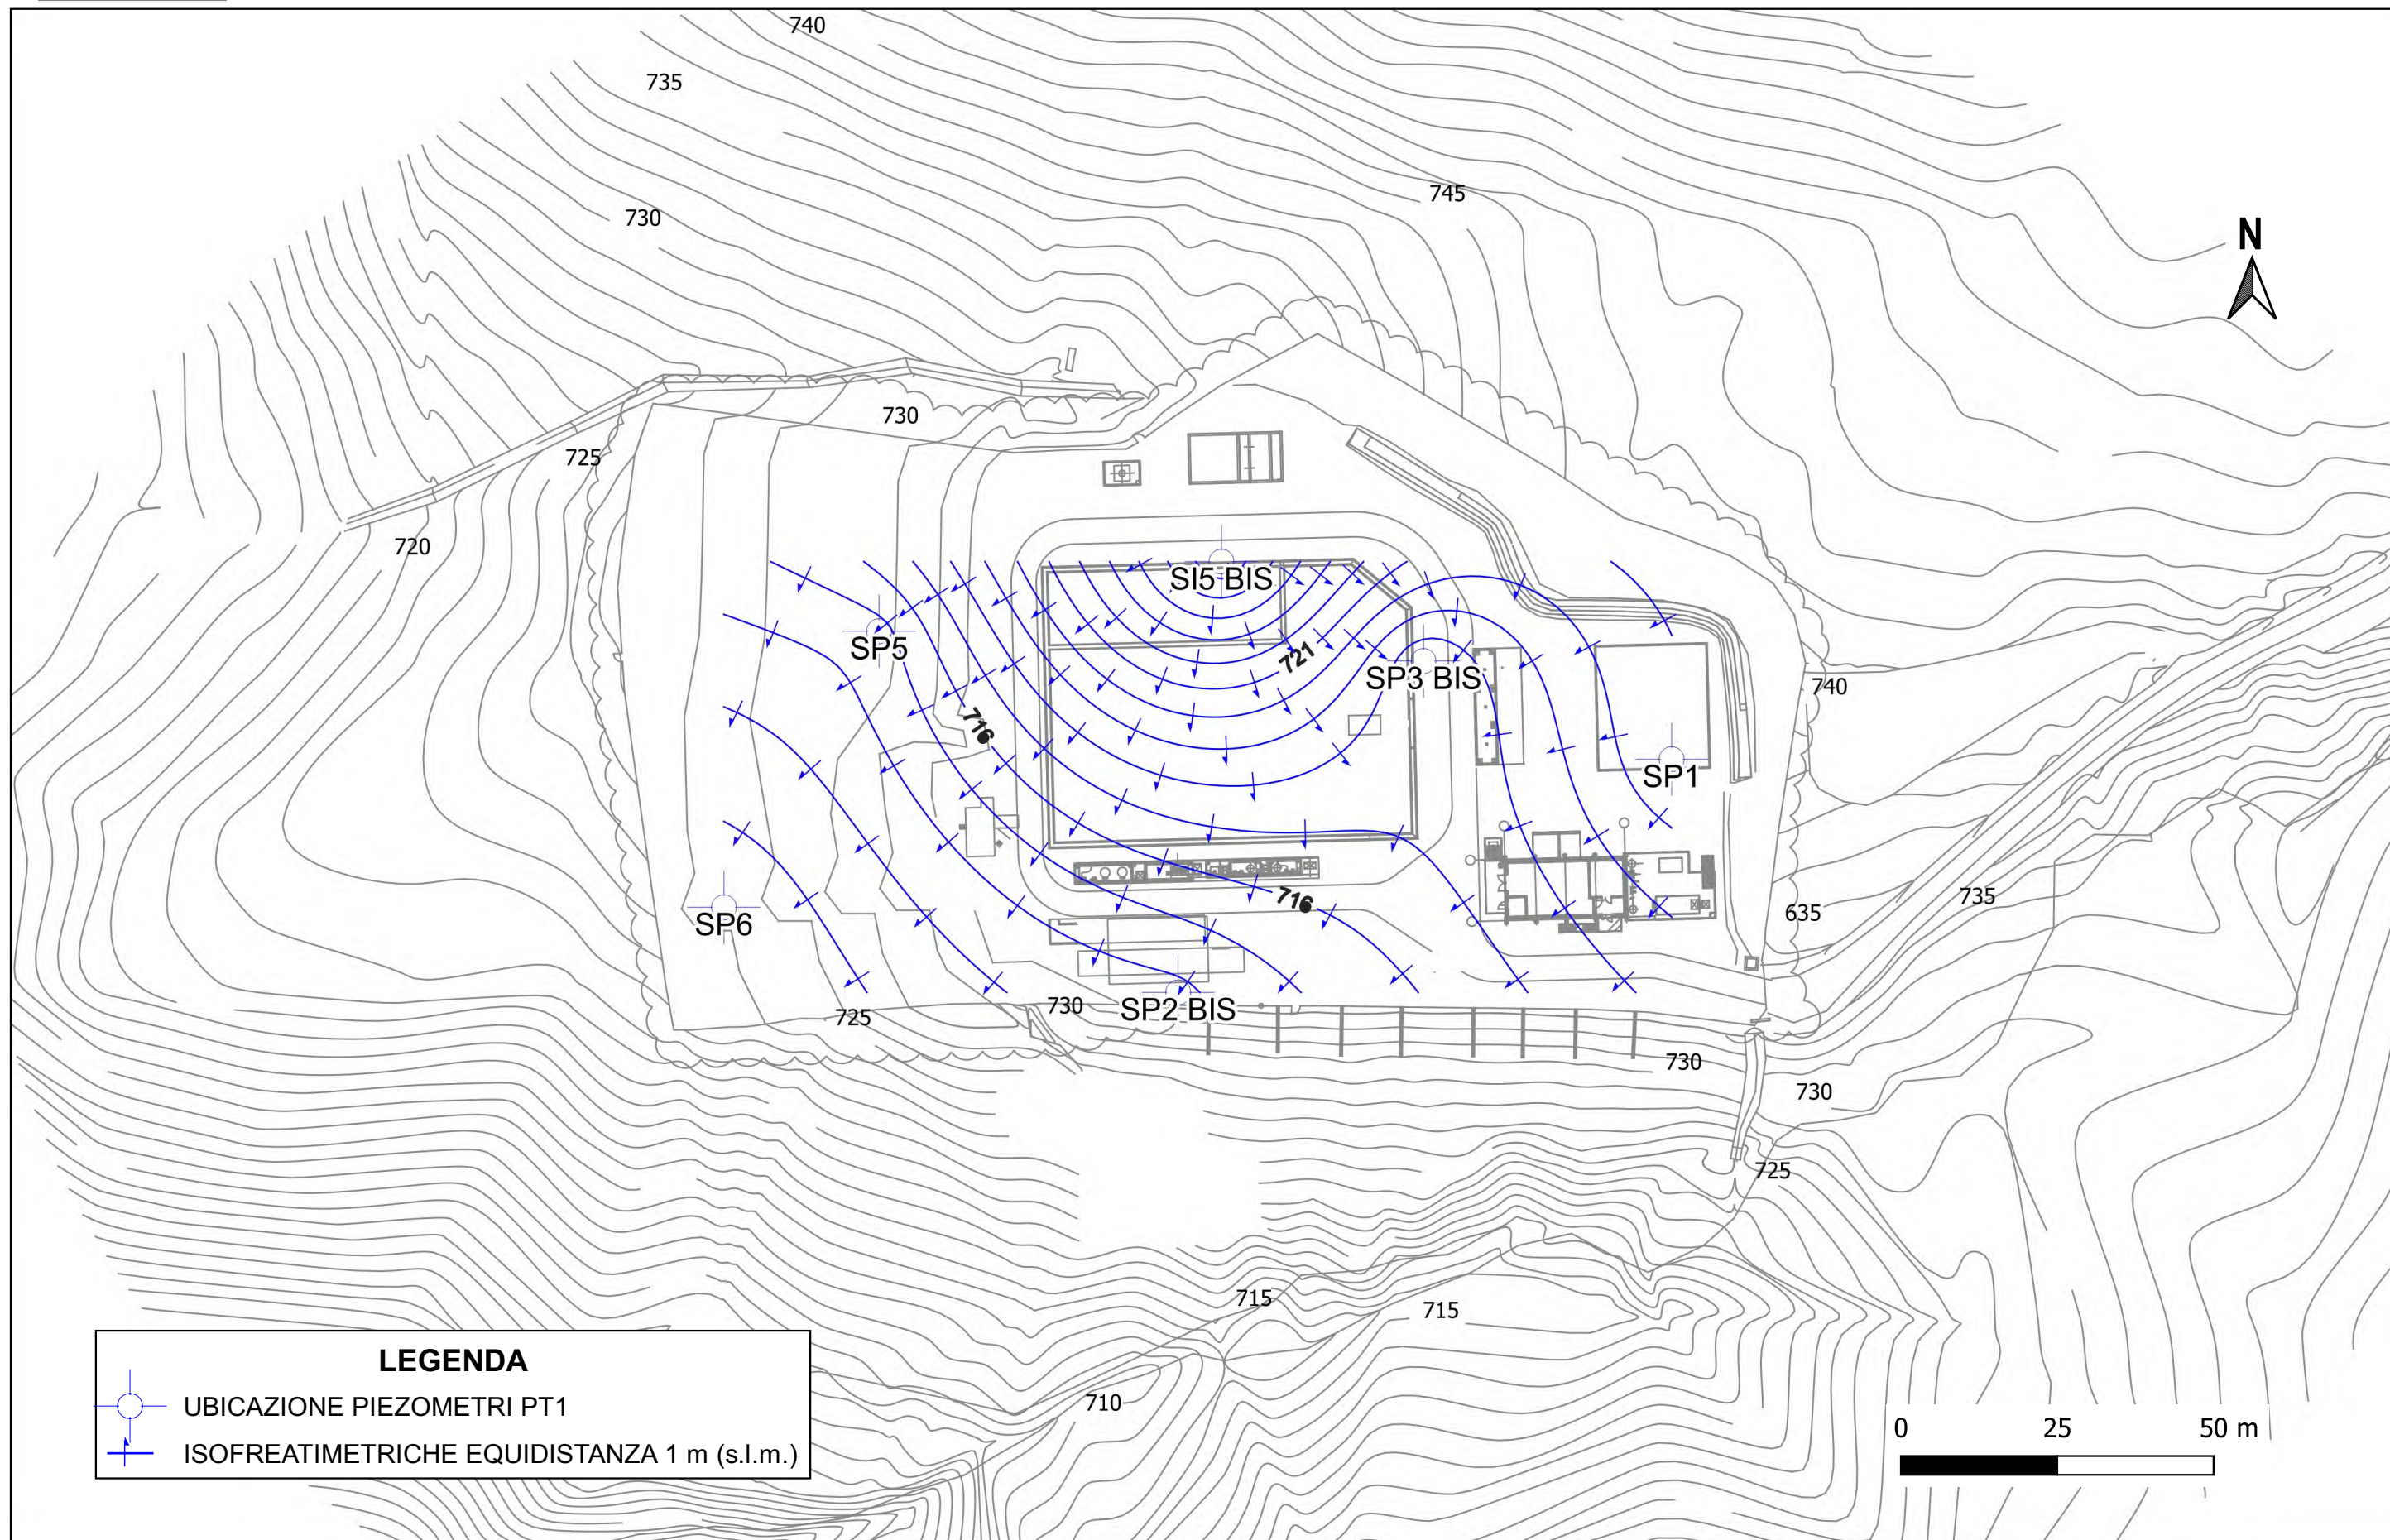 740
735
745
730
N
730
725
720
SI5 BIS
SP5
721
SP3 BIS
740
716
SP1
735
716
635
SP6
730
SP2 BIS
725
730
730
725
715
715
710
LEGENDA
UBICAZIONE PIEZOMETRI PT1
ISOFREATIMETRICHE EQUIDISTANZA 1 m (s.l.m.)
0 25 50 m